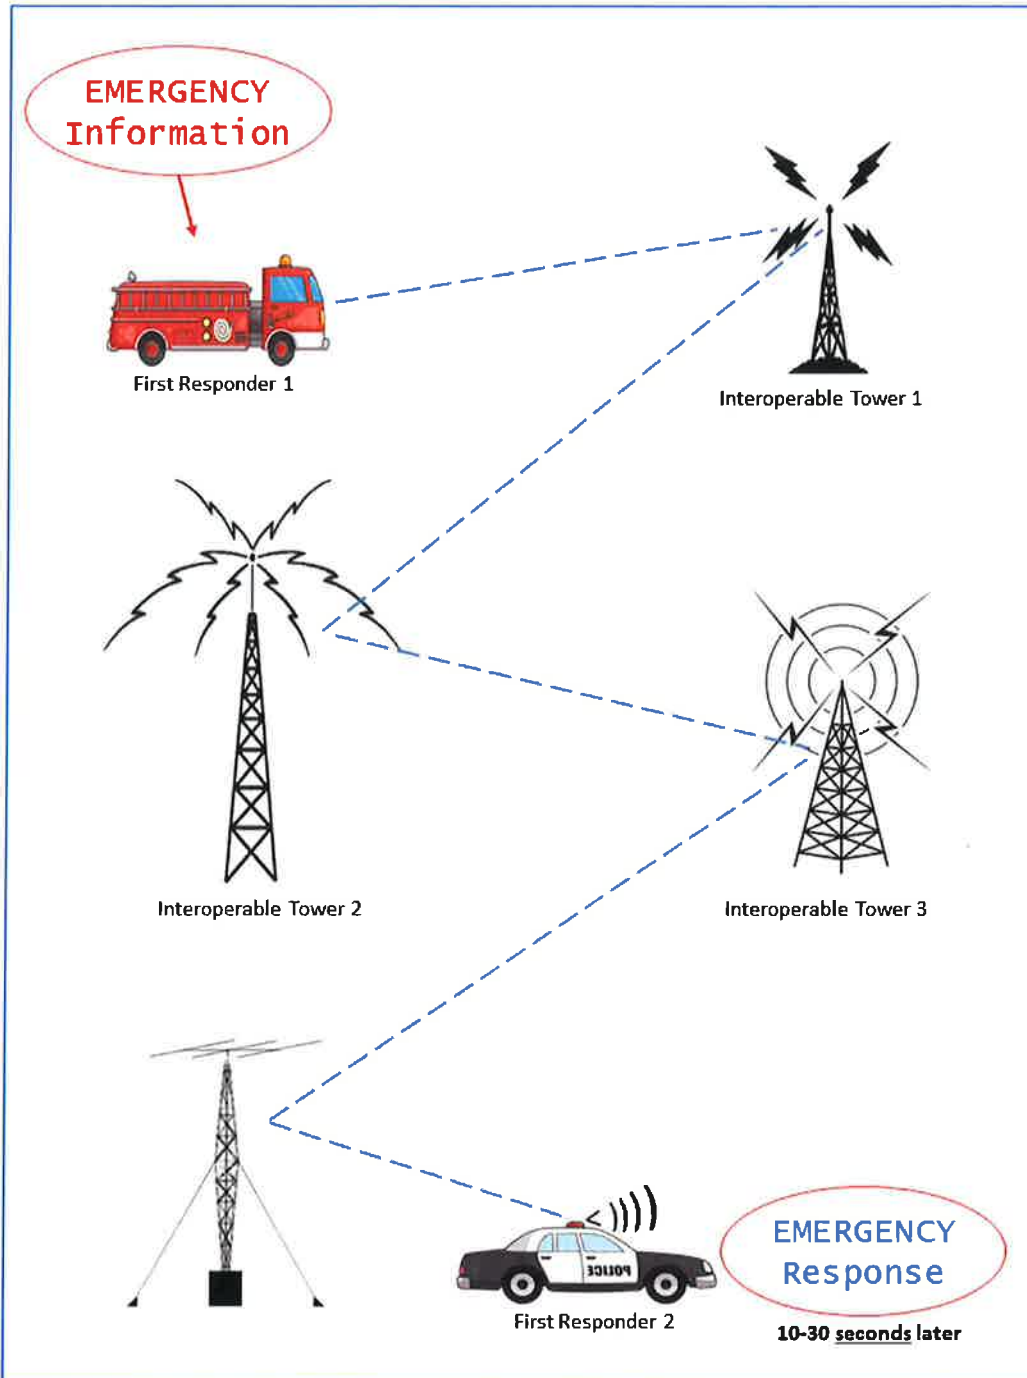 EMERGENCY
Information
First Responder 1
Interoperable Tower 1
Interoperable Tower 2
Interoperable Tower 3
POLICE
First Responder 2
EMERGENCY
Response
10-30 seconds later